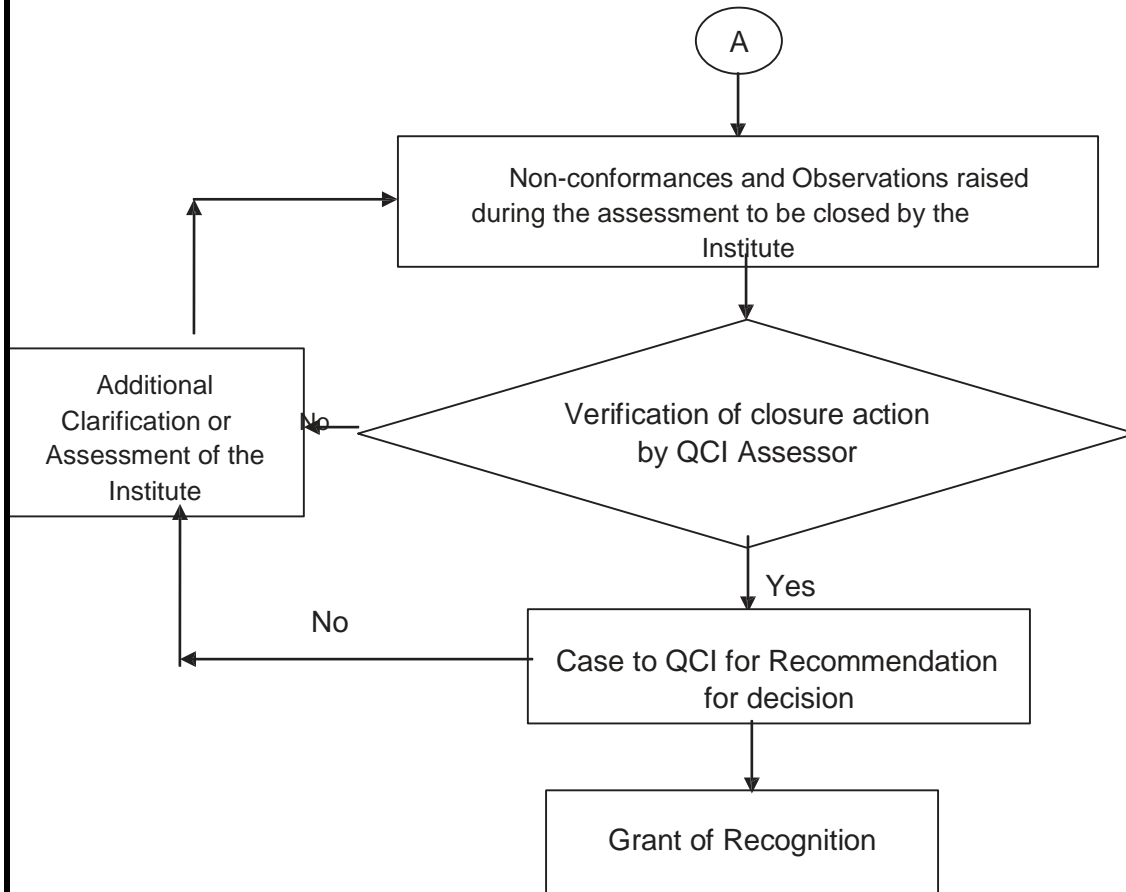 A
Non-conformances and Observations raised
during the assessment to be closed by the
Institute
Additional
Clarification or
Assessment of the
Institute
No
Verification of closure action
by QCI Assessor
Yes
No
Case to QCI for Recommendation
for decision
Grant of Recognition